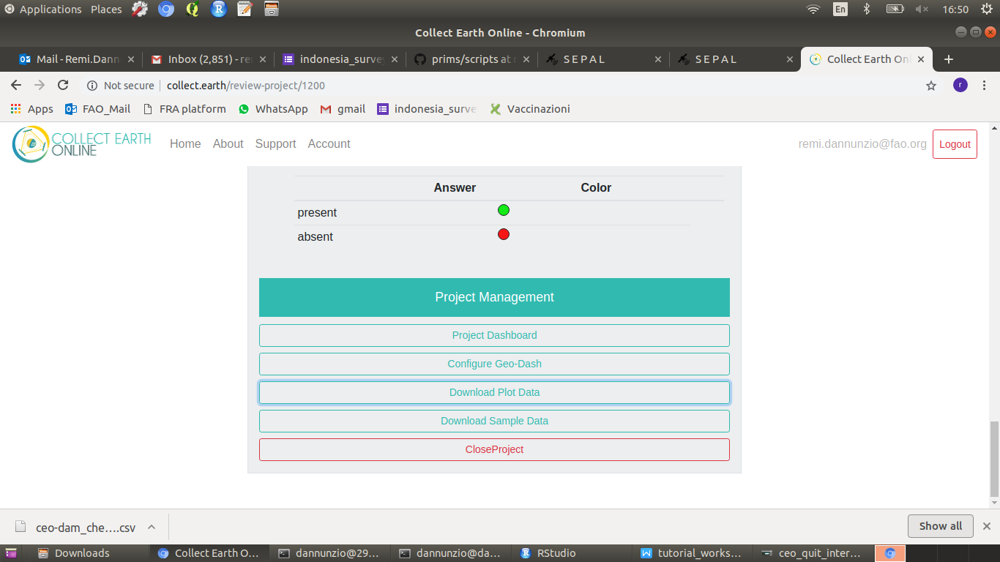 Applications Places En 16:50
Collect Earth Online - Chromium
Mail - Remi.Dann Inbox (2,851) - re indonesia_surve prims/scripts at S E P A L S E P A L Collect Earth Onl
Not secure collect.earth/review-project/1200 r
Apps FAO_Mail FRA platform WhatsApp gmail indonesia_surve Vaccinazioni
COLLECT EARTH
ONLINE
Home About Support Account remi.dannunzio@fao.org Logout
Answer Color
present
absent
Project Management
Project Dashboard
Configure Geo-Dash
Download Plot Data
Download Sample Data
CloseProject
ceo-dam_che....csv Show all
Downloads Collect Earth O... dannunzio@29... dannunzio@da... RStudio tutorial_works... ceo_quit_inter...